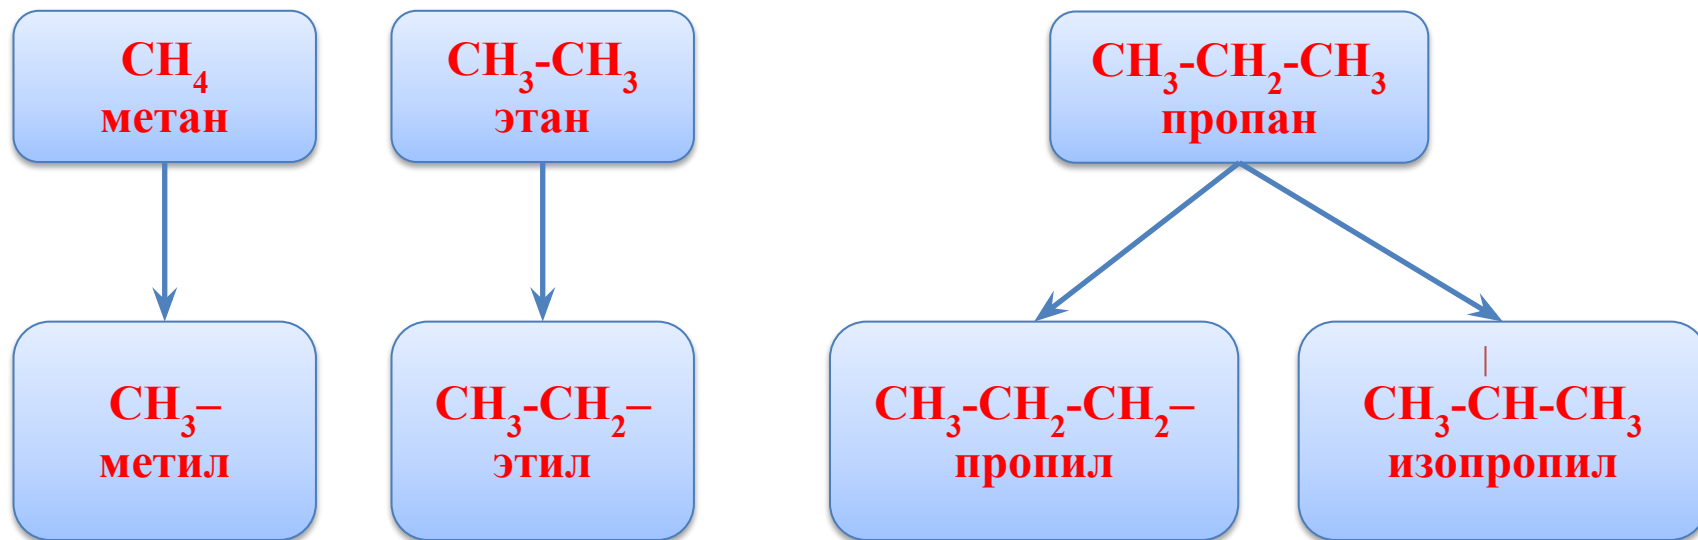 CH₄
метан
CH₃-CH₃
этан
CH₃-CH₂-CH₃
пропан
CH₃–
метил
CH₃-CH₂–
этил
CH₃-CH₂-CH₂–
пропил
|
CH₃-CH-CH₃
изопропил